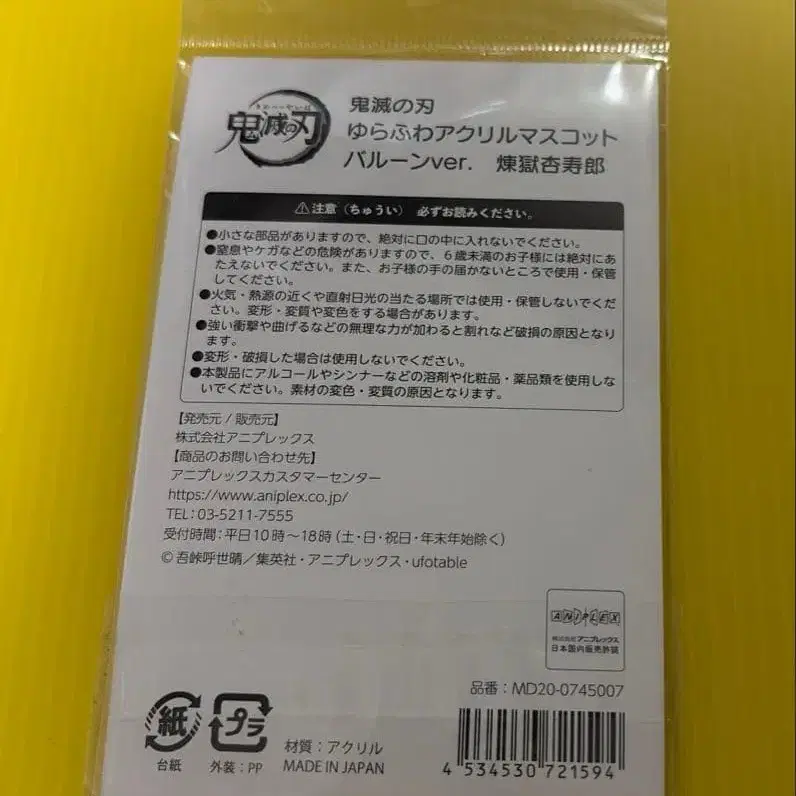 きめつのやいば
鬼滅の刃
鬼滅の刃
ゆらふわアクリルマスコット
バルーンver. 煉獄杏寿郎
注意（ちゅうい） 必ずお読みください。
●小さな部品がありますので、絶対に口の中に入れないでください。
●窒息やケガなどの危険がありますので、６歳未満のお子様には絶対にあ
たえないでください。また、お子様の手の届かないところで使用・保管
してください。
●火気・熱源の近くや直射日光の当たる場所では使用・保管しないでくだ
さい。変形・変質や変色をする場合があります。
●強い衝撃や曲げるなどの無理な力が加わると割れなど破損の原因となり
ます。
●変形・破損した場合は使用しないでください。
●本製品にアルコールやシンナーなどの溶剤や化粧品・薬品類を使用しな
いでください。素材の変色・変質の原因となります。
【発売元 / 販売元】
株式会社アニプレックス
【商品のお問い合わせ先】
アニプレックスカスタマーセンター
https://www.aniplex.co.jp/
TEL：03-5211-7555
受付時間：平日10時～18時（土・日・祝日・年末年始除く）
© 吾峠呼世晴／集英社・アニプレックス・ufotable
ANIPLEX
株式会社アニプレックス
日本国内販売許諾
品番：MD20-0745007
紙
台紙
プラ
外装：PP
材質：アクリル
MADE IN JAPAN
4 534530 721594